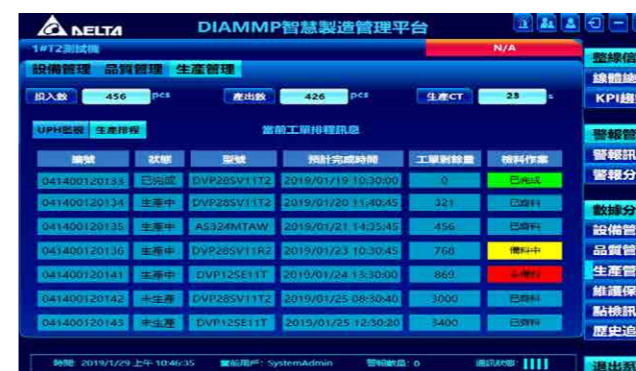 DELTA DIAMMP智慧製造管理平台
1#T2測試機 N/A
設備管理 品質管理 生產管理
投入數 456 pcs 產出數 426 pcs 生產CT 28 s
UPH監視 生產排程 當前工單排程訊息
編號 狀態 型號 預計完成時間 工單剩餘量 備料作業
041400120133 已完成 DVP28SV11T2 2019/01/19 10:30:00 0 已完成
041400120134 生產中 DVP28SV11T2 2019/01/20 11:40:45 321 已齊料
041400120135 生產中 AS324MTAW 2019/01/21 14:35:45 456 已齊料
041400120136 生產中 DVP28SV11R2 2019/01/23 10:30:45 768 備料中
041400120141 生產中 DVP12SE11T 2019/01/24 13:30:00 869 未備料
041400120142 未生產 DVP28SV11T2 2019/01/25 08:30:40 3000 已齊料
041400120143 未生產 DVP12SE11T 2019/01/25 12:30:20 3400 已齊料
時間: 2019/1/29 上午 10:46:35 當前用戶: SystemAdmin 警報數量: 0 通訊狀態:
整線信
線體總
KPI趨
警報管
警報訊
警報分
數據分
設備管
品質管
生產管
維護保
點檢訊
歷史追
退出系